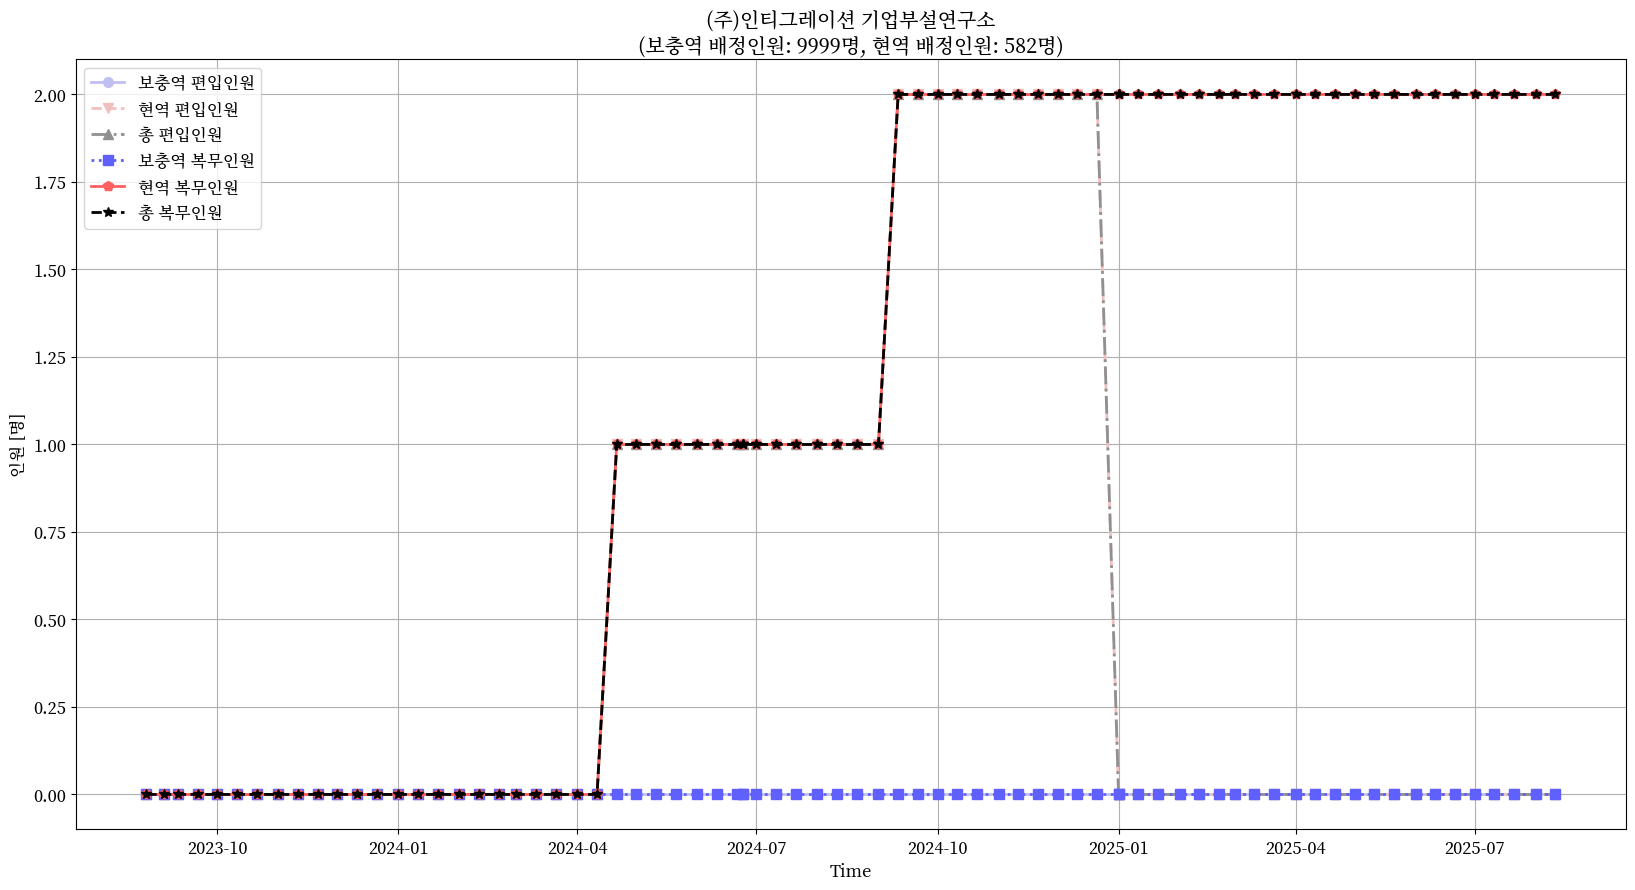 (주)인티그레이션 기업부설연구소
(보충역 배정인원: 9999명, 현역 배정인원: 582명)
보충역 편입인원
현역 편입인원
총 편입인원
보충역 복무인원
현역 복무인원
총 복무인원
2.00
1.75
1.50
1.25
1.00
0.75
0.50
0.25
0.00
인원 [명]
2023-10
2024-01
2024-04
2024-07
2024-10
2025-01
2025-04
2025-07
Time